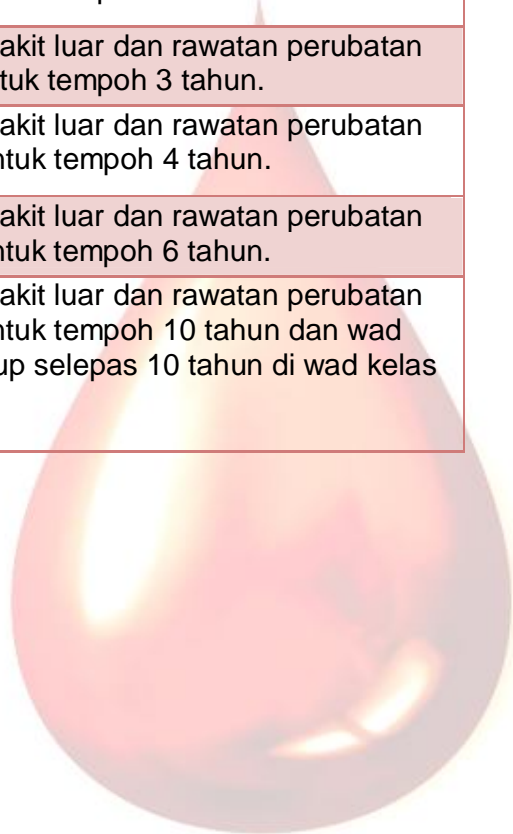 akit luar dan rawatan perubatan
tuk tempoh 3 tahun.
akit luar dan rawatan perubatan
ntuk tempoh 4 tahun.
akit luar dan rawatan perubatan
ntuk tempoh 6 tahun.
akit luar dan rawatan perubatan
ntuk tempoh 10 tahun dan wad
up selepas 10 tahun di wad kelas